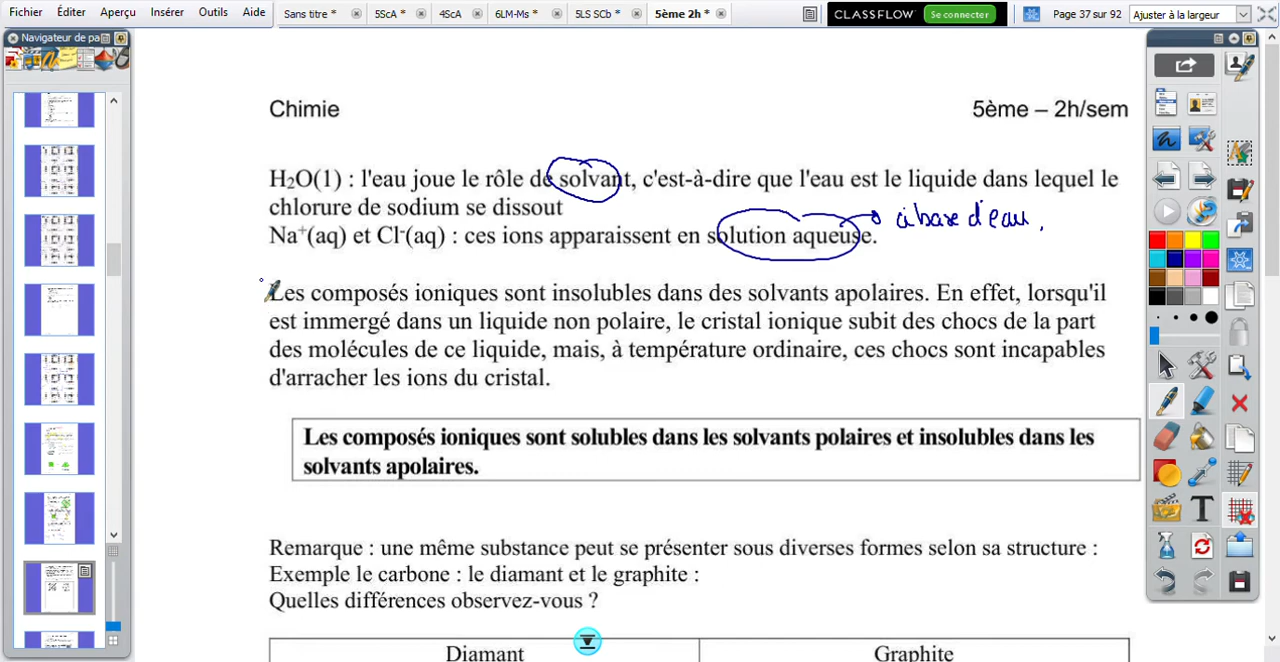 Fichier Éditer Aperçu Insérer Outils Aide
Sans titre * 5ScA * 4ScA * 6LM-Ms * 5LS SCb * 5ème 2h *
CLASSFLOW Se connecter
Page 37 sur 92 Ajuster à la largeur
Navigateur de pa
Chimie 5ème – 2h/sem
H2O(1) : l'eau joue le rôle de solvant, c'est-à-dire que l'eau est le liquide dans lequel le
chlorure de sodium se dissout
à base d'eau.
Na+(aq) et Cl-(aq) : ces ions apparaissent en solution aqueuse.
Les composés ioniques sont insolubles dans des solvants apolaires. En effet, lorsqu'il
est immergé dans un liquide non polaire, le cristal ionique subit des chocs de la part
des molécules de ce liquide, mais, à température ordinaire, ces chocs sont incapables
d'arracher les ions du cristal.
Les composés ioniques sont solubles dans les solvants polaires et insolubles dans les
solvants apolaires.
Remarque : une même substance peut se présenter sous diverses formes selon sa structure :
Exemple le carbone : le diamant et le graphite :
Quelles différences observez-vous ?
Diamant Graphite